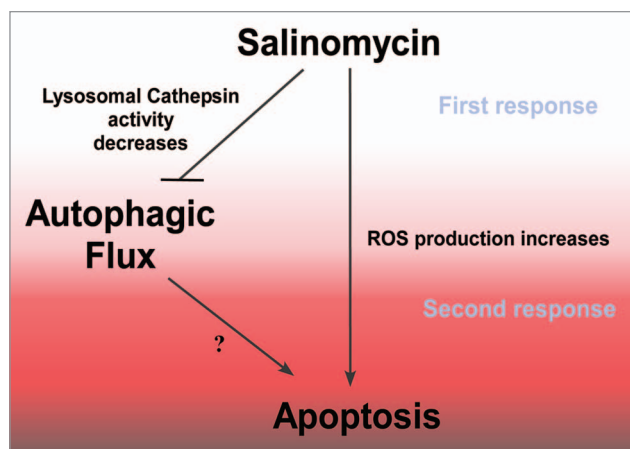 Salinomycin
Lysosomal Cathepsin
activity
decreases
First response
Autophagic
Flux
ROS production increases
Second response
?
Apoptosis